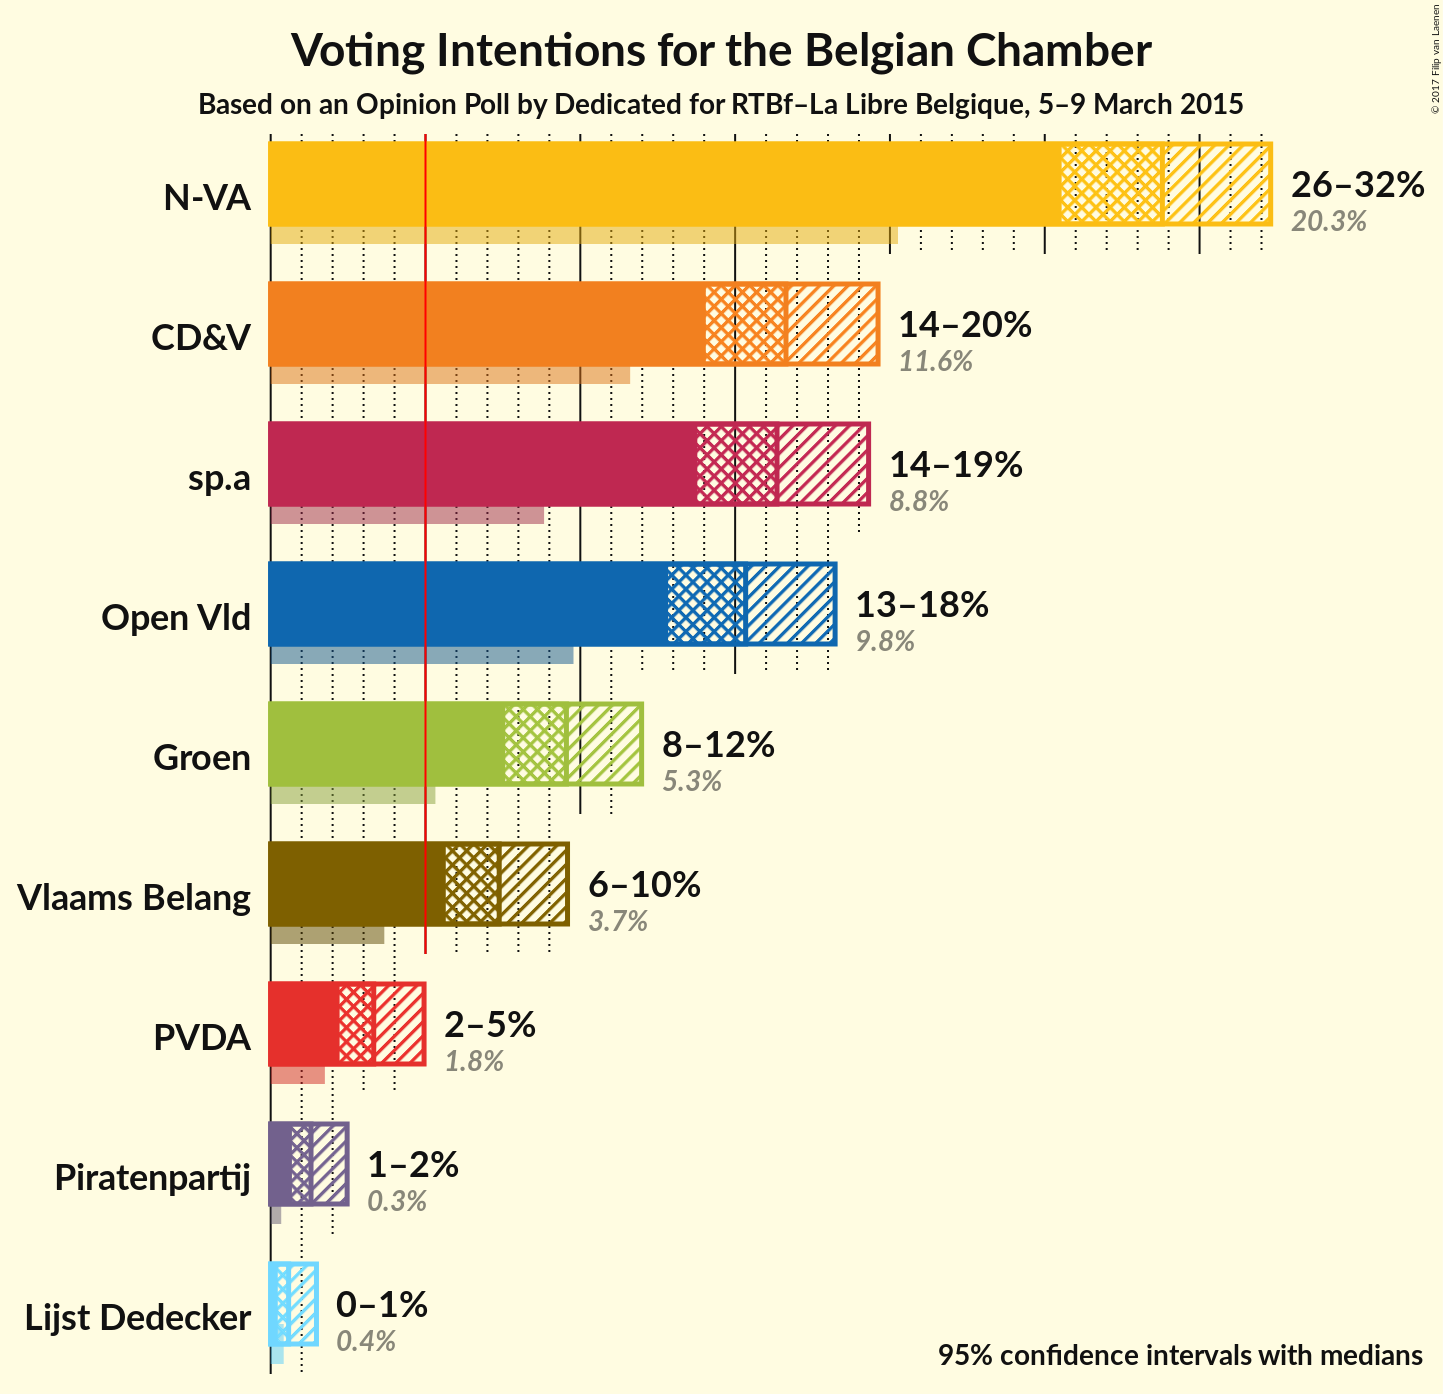 Voting Intentions for the Belgian Chamber
Based on an Opinion Poll by Dedicated for RTBf–La Libre Belgique, 5–9 March 2015
© 2017 Filip van Laenen
N-VA
26–32%
20.3%
CD&V
14–20%
11.6%
sp.a
14–19%
8.8%
Open Vld
13–18%
9.8%
Groen
8–12%
5.3%
Vlaams Belang
6–10%
3.7%
PVDA
2–5%
1.8%
Piratenpartij
1–2%
0.3%
Lijst Dedecker
0–1%
0.4%
95% confidence intervals with medians